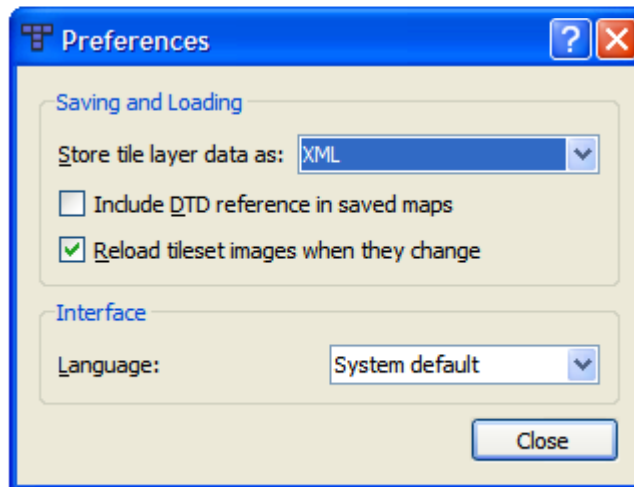 Preferences
Saving and Loading
Store tile layer data as: XML
Include DTD reference in saved maps
Reload tileset images when they change
Interface
Language: System default
Close